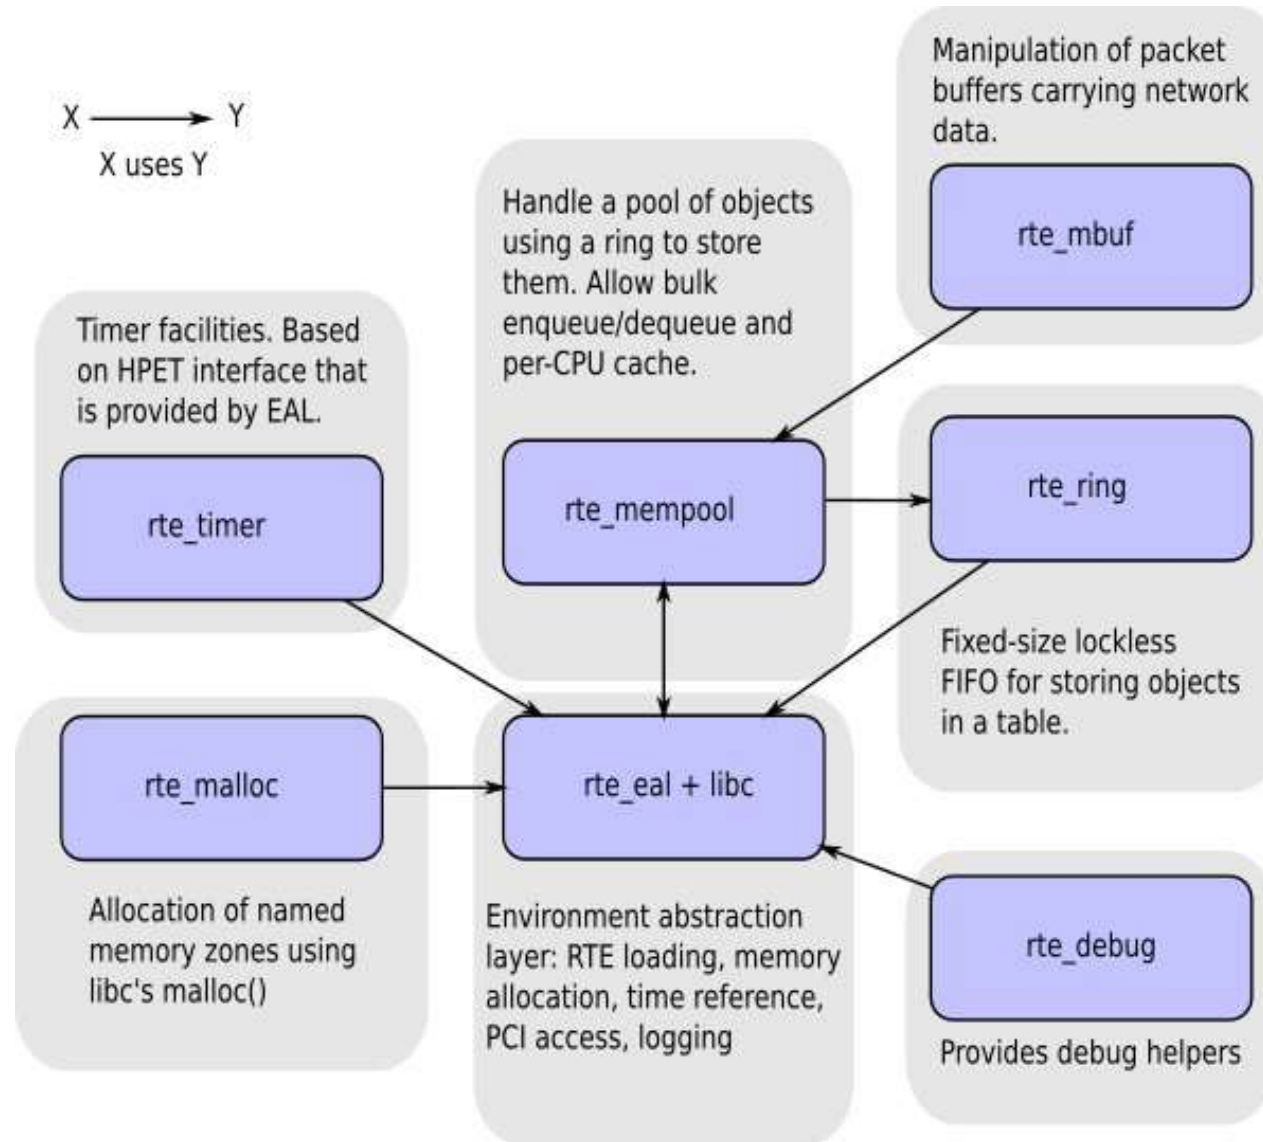 X
Y
X uses Y
Manipulation of packet
buffers carrying network
data.
rte_mbuf
Handle a pool of objects
using a ring to store
them. Allow bulk
enqueue/dequeue and
per-CPU cache.
rte_mempool
Timer facilities. Based
on HPET interface that
is provided by EAL.
rte_timer
rte_ring
Fixed-size lockless
FIFO for storing objects
in a table.
rte_malloc
Allocation of named
memory zones using
libc's malloc()
rte_eal + libc
Environment abstraction
layer: RTE loading, memory
allocation, time reference,
PCI access, logging
rte_debug
Provides debug helpers